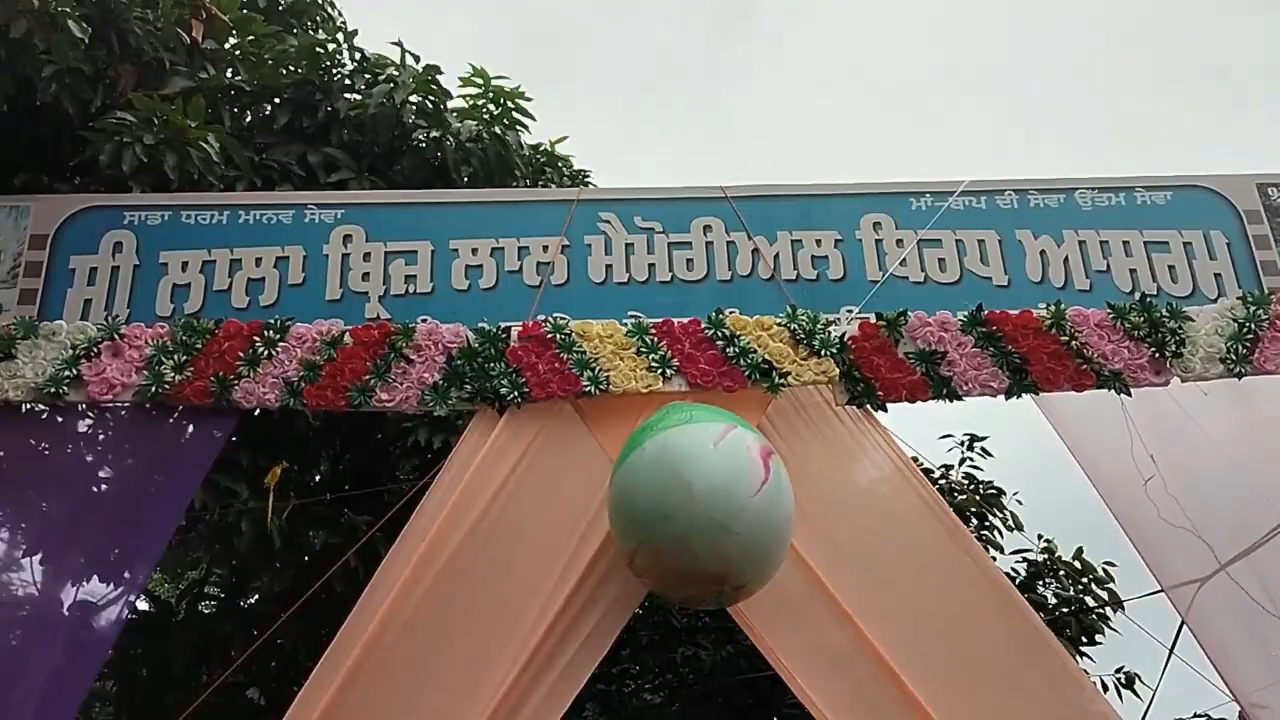 ਸਾਡਾ ਧਰਮ ਮਾਨਵ ਸੇਵਾ
ਮਾਂ-ਬਾਪ ਦੀ ਸੇਵਾ ਉੱਤਮ ਸੇਵਾ
ਸ੍ਰੀ ਲਾਲਾ ਬ੍ਰਿਜ਼ ਲਾਲ ਮੈਮੋਰੀਅਲ ਬਿਰਧ ਆਸ਼ਰਮ